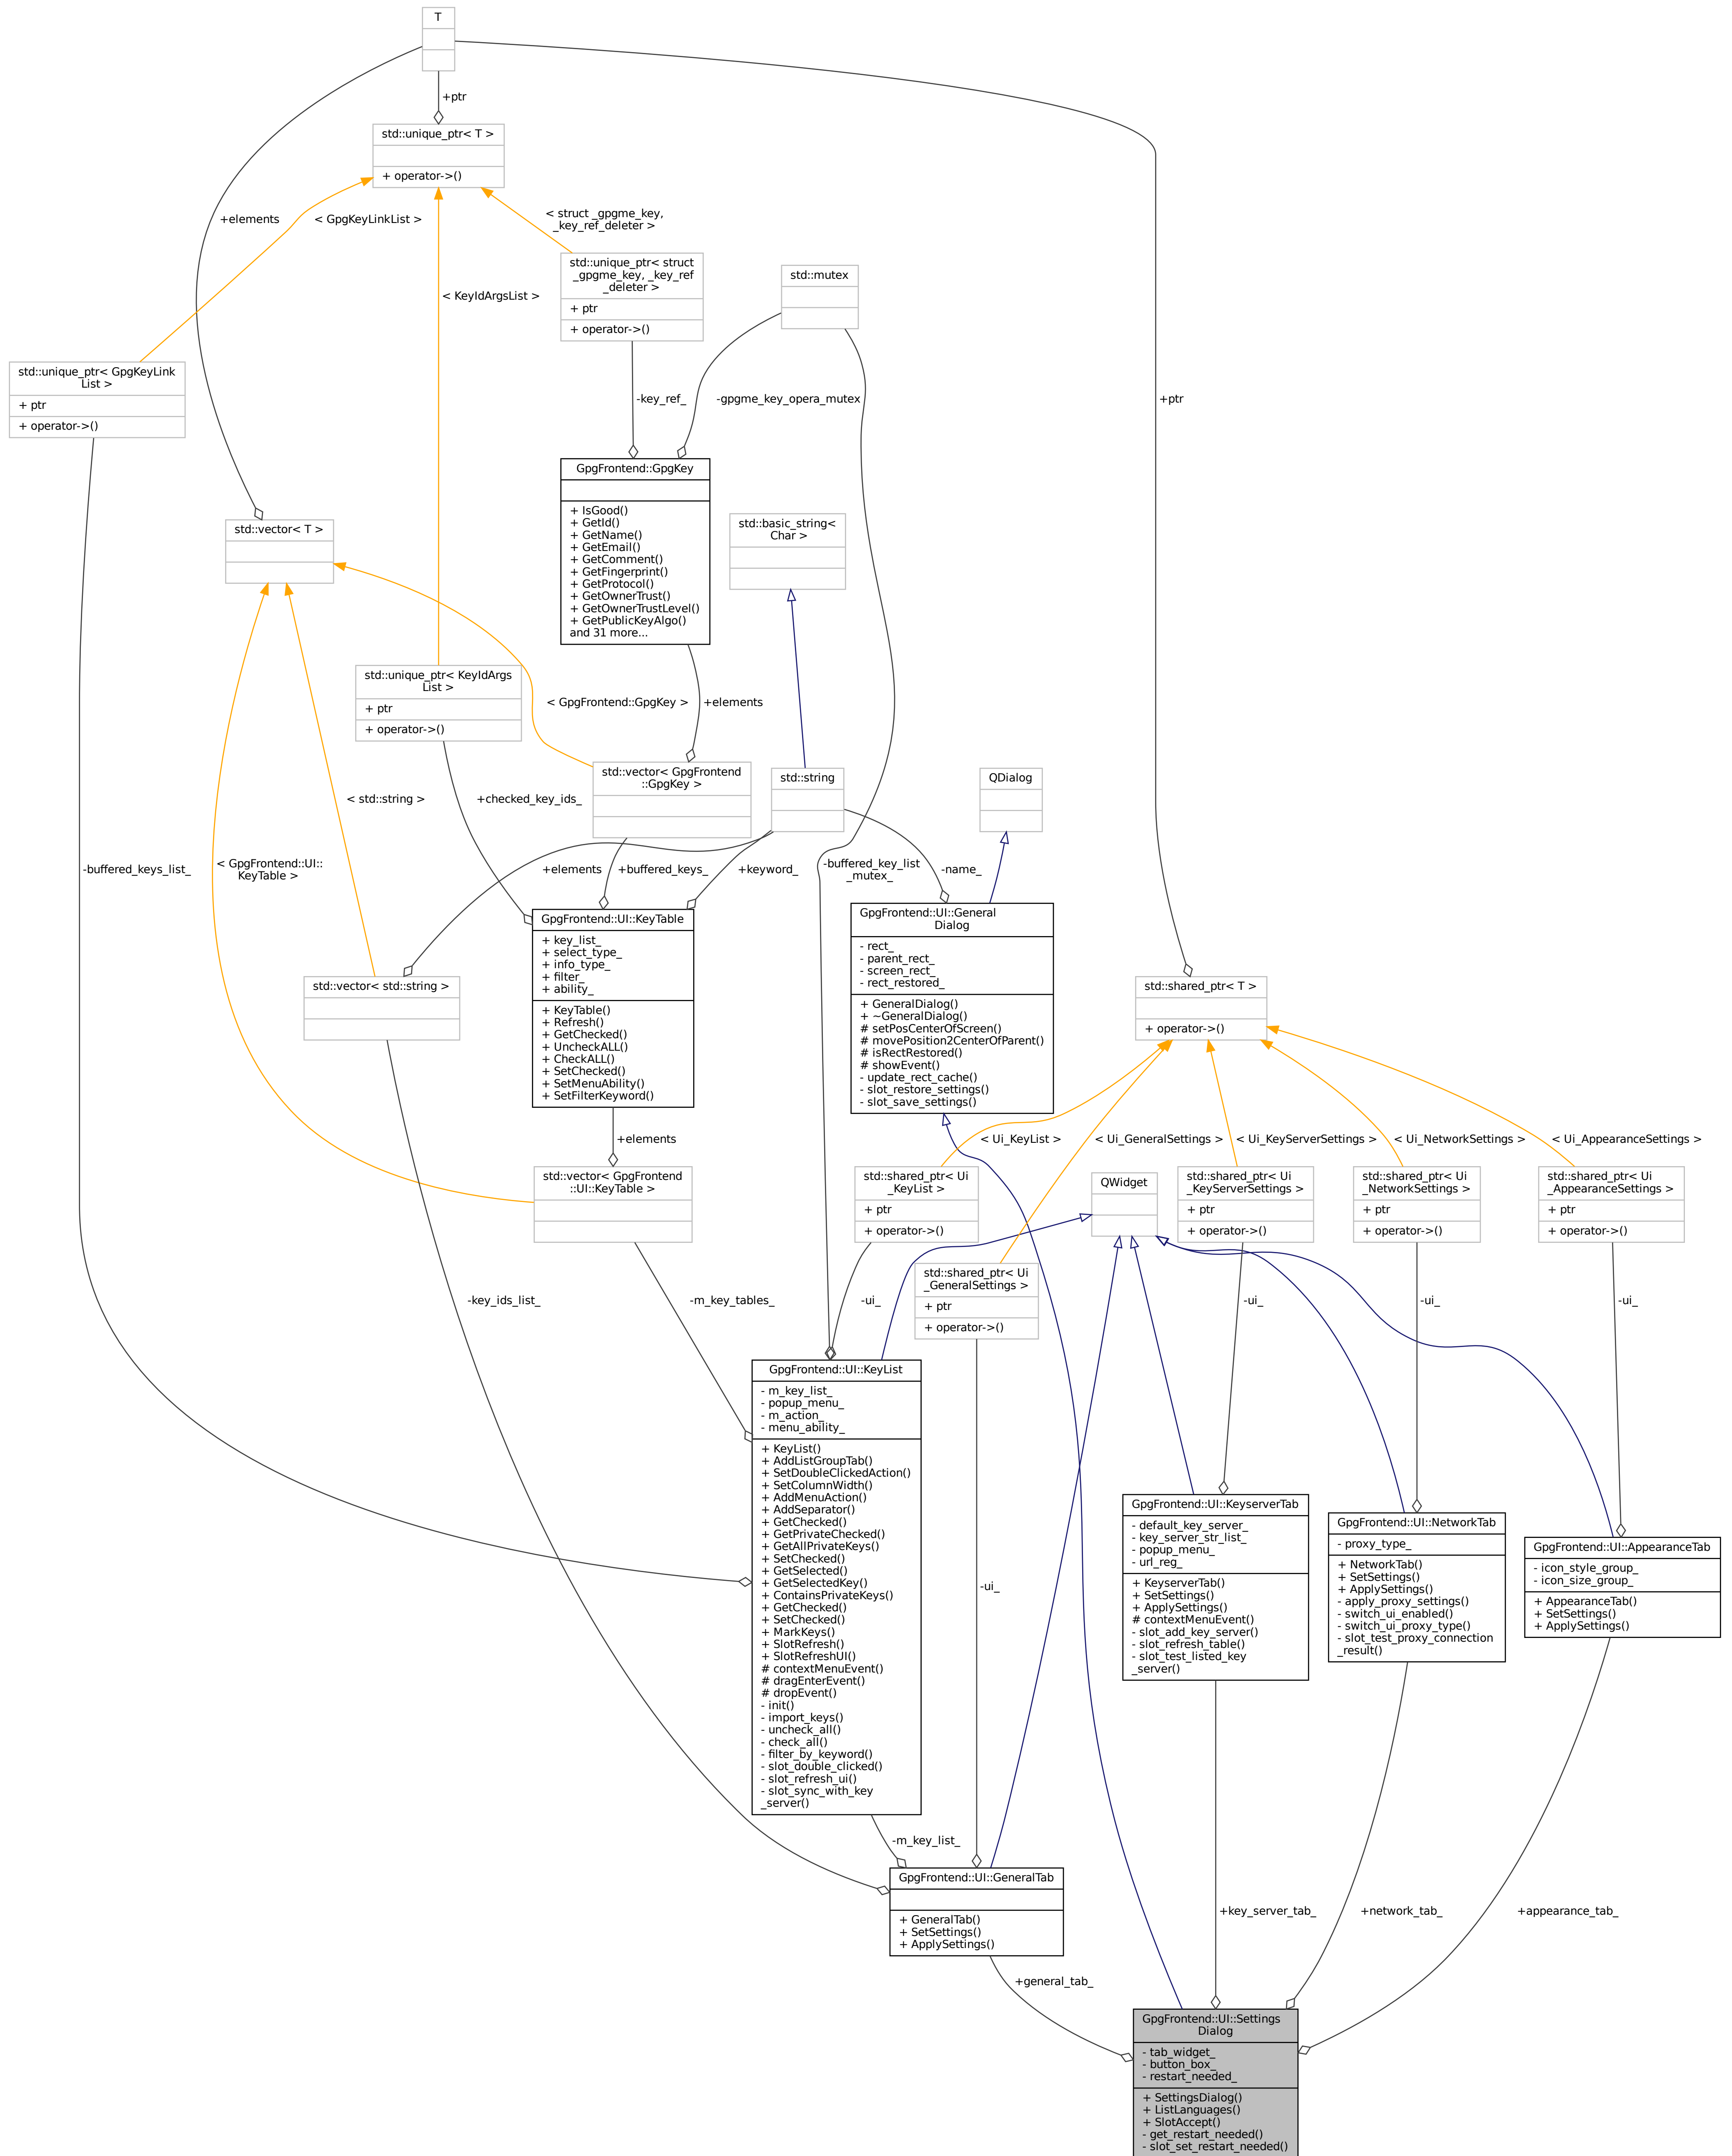 T
+ptr
std::unique_ptr< T >
+ operator->()
+elements
< GpgKeyLinkList >
< struct _gpgme_key,
_key_ref_deleter >
std::unique_ptr< struct
_gpgme_key, _key_ref
_deleter >
+ ptr
+ operator->()
std::mutex
< KeyIdArgsList >
std::unique_ptr< GpgKeyLink
List >
+ ptr
+ operator->()
-key_ref_
-gpgme_key_opera_mutex
+ptr
GpgFrontend::GpgKey
+ IsGood()
+ GetId()
+ GetName()
+ GetEmail()
+ GetComment()
+ GetFingerprint()
+ GetProtocol()
+ GetOwnerTrust()
+ GetOwnerTrustLevel()
+ GetPublicKeyAlgo()
and 31 more...
std::basic_string<
Char >
std::vector< T >
std::unique_ptr< KeyIdArgs
List >
+ ptr
+ operator->()
< GpgFrontend::GpgKey >
+elements
std::vector< GpgFrontend
::GpgKey >
std::string
QDialog
< std::string >
+checked_key_ids_
-buffered_keys_list_
< GpgFrontend::UI::
KeyTable >
+elements
+buffered_keys_
+keyword_
-buffered_key_list
_mutex_
-name_
GpgFrontend::UI::KeyTable
+ key_list_
+ select_type_
+ info_type_
+ filter_
+ ability_
+ KeyTable()
+ Refresh()
+ GetChecked()
+ UncheckALL()
+ CheckALL()
+ SetChecked()
+ SetMenuAbility()
+ SetFilterKeyword()
GpgFrontend::UI::General
Dialog
- rect_
- parent_rect_
- screen_rect_
- rect_restored_
+ GeneralDialog()
+ ~GeneralDialog()
# setPosCenterOfScreen()
# movePosition2CenterOfParent()
# isRectRestored()
# showEvent()
- update_rect_cache()
- slot_restore_settings()
- slot_save_settings()
std::vector< std::string >
std::shared_ptr< T >
+ operator->()
+elements
< Ui_KeyList >
< Ui_GeneralSettings >
< Ui_KeyServerSettings >
< Ui_NetworkSettings >
< Ui_AppearanceSettings >
std::vector< GpgFrontend
::UI::KeyTable >
std::shared_ptr< Ui
_KeyList >
+ ptr
+ operator->()
QWidget
std::shared_ptr< Ui
_KeyServerSettings >
+ ptr
+ operator->()
std::shared_ptr< Ui
_NetworkSettings >
+ ptr
+ operator->()
std::shared_ptr< Ui
_AppearanceSettings >
+ ptr
+ operator->()
std::shared_ptr< Ui
_GeneralSettings >
+ ptr
+ operator->()
-key_ids_list_
-m_key_tables_
-ui_
-ui_
-ui_
-ui_
GpgFrontend::UI::KeyList
- m_key_list_
- popup_menu_
- m_action_
- menu_ability_
+ KeyList()
+ AddListGroupTab()
+ SetDoubleClickedAction()
+ SetColumnWidth()
+ AddMenuAction()
+ AddSeparator()
+ GetChecked()
+ GetPrivateChecked()
+ GetAllPrivateKeys()
+ SetChecked()
+ GetSelected()
+ GetSelectedKey()
+ ContainsPrivateKeys()
+ GetChecked()
+ SetChecked()
+ MarkKeys()
+ SlotRefresh()
+ SlotRefreshUI()
# contextMenuEvent()
# dragEnterEvent()
# dropEvent()
- init()
- import_keys()
- uncheck_all()
- check_all()
- filter_by_keyword()
- slot_double_clicked()
- slot_refresh_ui()
- slot_sync_with_key
_server()
-ui_
GpgFrontend::UI::KeyserverTab
- default_key_server_
- key_server_str_list_
- popup_menu_
- url_reg_
+ KeyserverTab()
+ SetSettings()
+ ApplySettings()
# contextMenuEvent()
- slot_add_key_server()
- slot_refresh_table()
- slot_test_listed_key
_server()
GpgFrontend::UI::NetworkTab
- proxy_type_
+ NetworkTab()
+ SetSettings()
+ ApplySettings()
- apply_proxy_settings()
- switch_ui_enabled()
- switch_ui_proxy_type()
- slot_test_proxy_connection
_result()
GpgFrontend::UI::AppearanceTab
- icon_style_group_
- icon_size_group_
+ AppearanceTab()
+ SetSettings()
+ ApplySettings()
-m_key_list_
GpgFrontend::UI::GeneralTab
+ GeneralTab()
+ SetSettings()
+ ApplySettings()
+key_server_tab_
+network_tab_
+appearance_tab_
+general_tab_
GpgFrontend::UI::Settings
Dialog
- tab_widget_
- button_box_
- restart_needed_
+ SettingsDialog()
+ ListLanguages()
+ SlotAccept()
- get_restart_needed()
- slot_set_restart_needed()